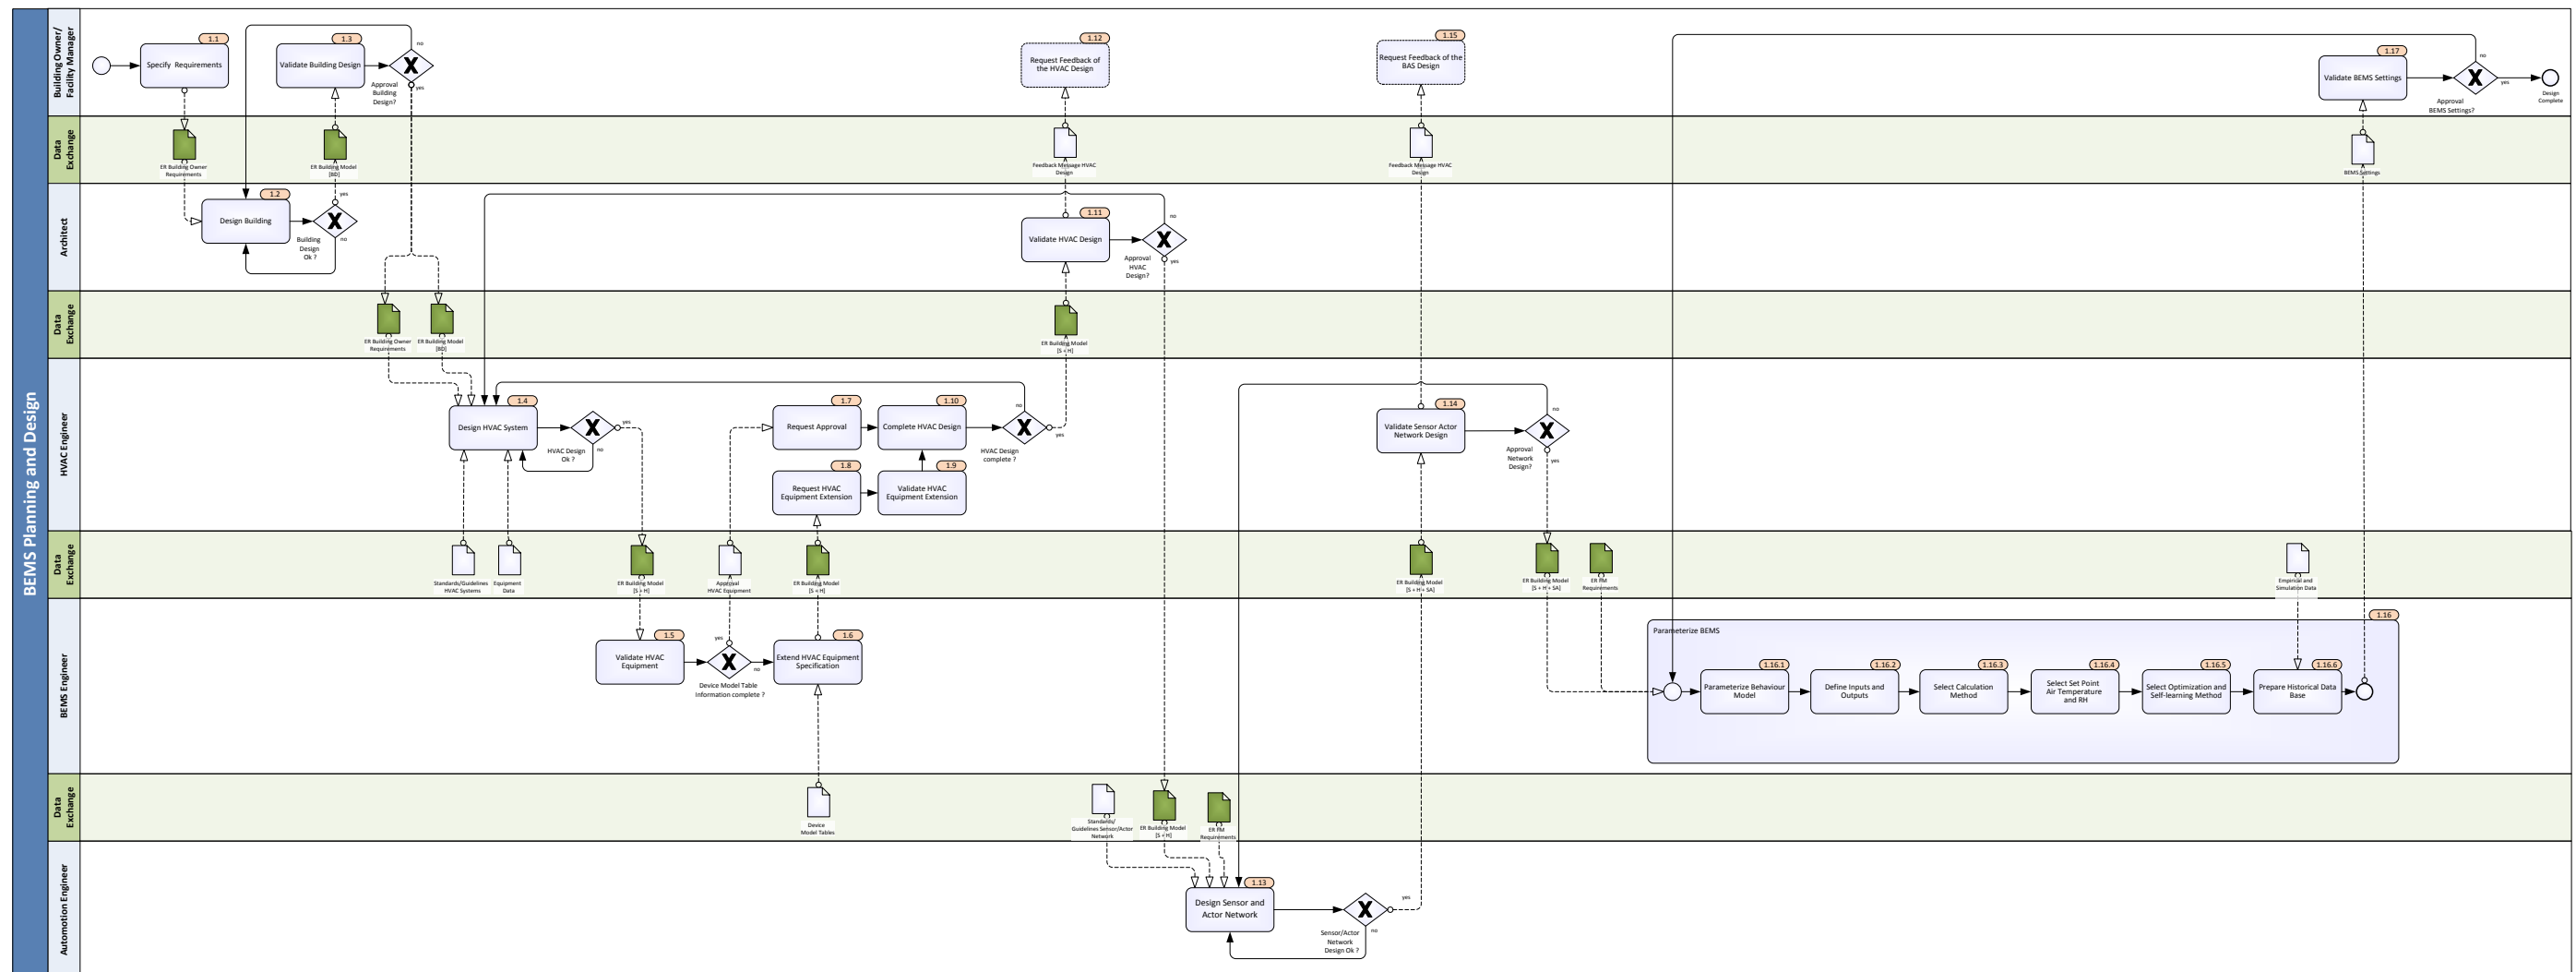 BEMS Planning and Design
Building Owner/
Facility Manager
1.1
Specify Requirements
1.3
Validate Building Design
no
yes
Approval
Building
Design?
1.12
Request Feedback of
the HVAC Design
1.15
Request Feedback of the
BAS Design
1.17
Validate BEMS Settings
no
yes
Approval
BEMS Settings?
Design
Complete
Data
Exchange
ER Building Owner
Requirements
ER Building Model
[BD]
Feedback Message HVAC
Design
Feedback Message HVAC
Design
BEMS Settings
Architect
1.2
Design Building
yes
no
Building
Design
Ok ?
1.11
Validate HVAC Design
no
yes
Approval
HVAC
Design?
Data
Exchange
ER Building Owner
Requirements
ER Building Model
[BD]
ER Building Model
[S + H]
HVAC Engineer
1.4
Design HVAC System
yes
no
HVAC Design
Ok ?
1.7
Request Approval
1.10
Complete HVAC Design
no
yes
HVAC Design
complete ?
1.8
Request HVAC
Equipment Extension
1.9
Validate HVAC
Equipment Extension
1.14
Validate Sensor Actor
Network Design
no
yes
Approval
Network
Design?
Data
Exchange
Standards/Guidelines
HVAC Systems
Equipment
Data
ER Building Model
[S + H]
Approval
HVAC Equipment
ER Building Model
[S + H]
ER Building Model
[S + H + SA]
ER Building Model
[S + H + SA]
ER PM
Requirements
Empirical and
Simulation Data
BEMS Engineer
1.5
Validate HVAC
Equipment
yes
no
Device Model Table
Information complete ?
1.6
Extend HVAC Equipment
Specification
1.16
Parameterize BEMS
1.16.1
Parameterize Behaviour
Model
1.16.2
Define Inputs and
Outputs
1.16.3
Select Calculation
Method
1.16.4
Select Set Point
Air Temperature
and RH
1.16.5
Select Optimization and
Self-learning Method
1.16.6
Prepare Historical Data
Base
Data
Exchange
Device
Model Tables
Standards/
Guidelines Sensor/Actor
Network
ER Building Model
[S + H]
ER PM
Requirements
Automotion Engineer
1.13
Design Sensor and
Actor Network
yes
no
Sensor/Actor
Network
Design Ok ?